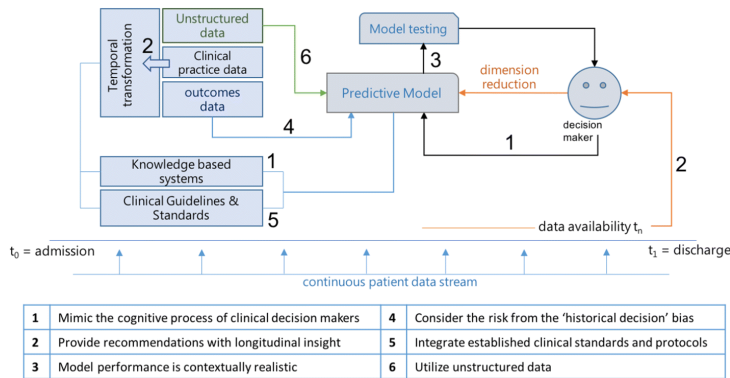 Unstructured
data
6
Temporal
transformation
2
Clinical
practice data
outcomes
data
4
Model testing
3
Predictive Model
dimension
reduction
decision
maker
1
2
Knowledge based
systems
1
Clinical Guidelines &
Standards
5
data availability tn
t0 = admission
t1 = discharge
continuous patient data stream
1 Mimic the cognitive process of clinical decision makers
4 Consider the risk from the ‘historical decision’ bias
2 Provide recommendations with longitudinal insight
5 Integrate established clinical standards and protocols
3 Model performance is contextually realistic
6 Utilize unstructured data